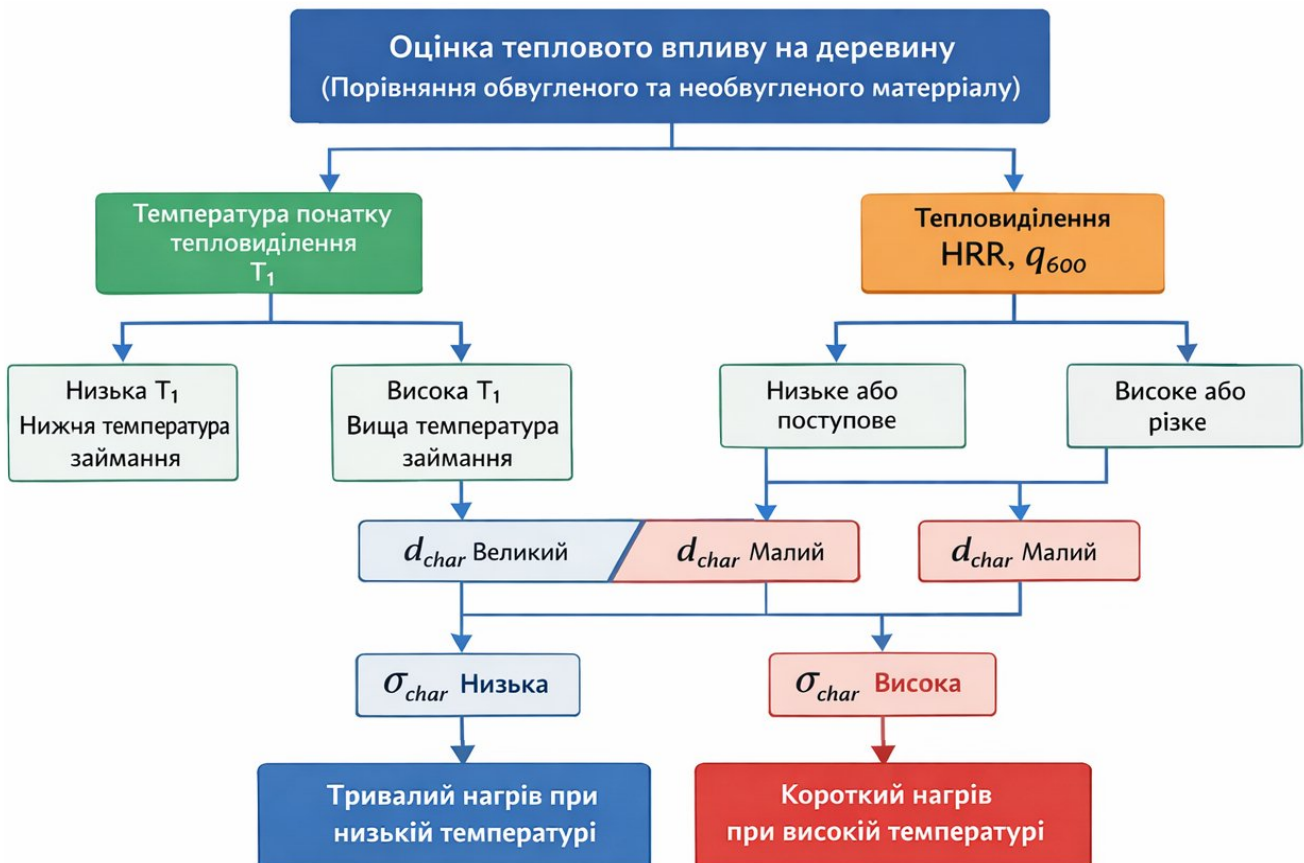 Оцінка теплового впливу на деревину
(Порівняння обвугленого та необвугленого матерріалу)
Температура початку
тепловиділення
T₁
Тепловиділення
HRR, q₆₀₀
Низька T₁
Нижня температура
займання
Висока T₁
Вища температура
займання
Низьке або
поступове
Високе або
різке
d_char Великий
d_char Малий
d_char Малий
σ_char Низька
σ_char Висока
Тривалий нагрів при
низькій температурі
Короткий нагрів
при високій температурі